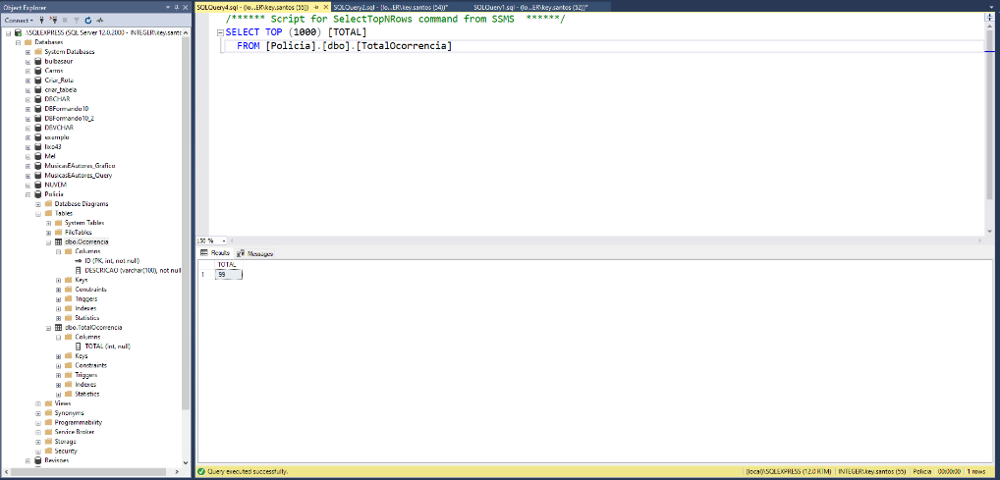 Object Explorer
Connect
.\SQLEXPRESS (SQL Server 12.0.2000 - INTEGER\key.santos
Databases
System Databases
bulbasaur
Carros
Criar_Rota
criar_tabela
DBCHAR
DBFormando10
DBFormando10_2
DBVCHAR
examplo
lixo43
Mel
MusicasEAutores_Grafico
MusicasEAutores_Query
NUVEM
Policia
Database Diagrams
Tables
System Tables
FileTables
dbo.Ocorrencia
Columns
ID (PK, int, not null)
DESCRICAO (varchar(100), not null
Keys
Constraints
Triggers
Indexes
Statistics
dbo.TotalOcorrencia
Columns
TOTAL (int, null)
Keys
Constraints
Triggers
Indexes
Statistics
Views
Synonyms
Programmability
Service Broker
Storage
Security
Revisoes
SQLQuery4.sql - (lo...ER\key.santos (55)) SQLQuery2.sql - (lo...ER\key.santos (54))* SQLQuery1.sql - (lo...ER\key.santos (52))*
/****** Script for SelectTopNRows command from SSMS ******/
SELECT TOP (1000) [TOTAL]
FROM [Policia].[dbo].[TotalOcorrencia]
150 %
Results Messages
TOTAL
1 99
Query executed successfully. (local)\SQLEXPRESS (12.0 RTM) INTEGER\key.santos (55) Policia 00:00:00 1 rows